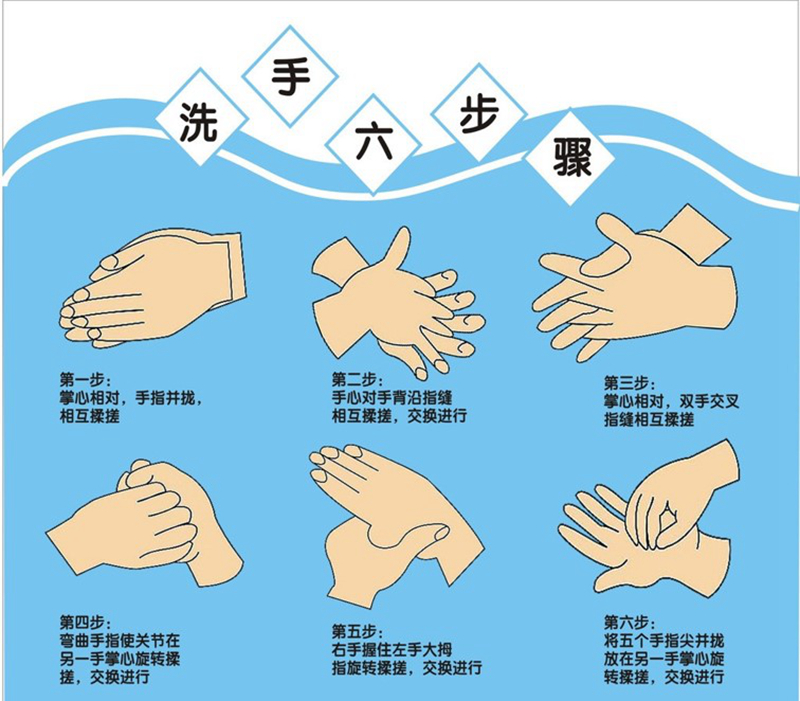 洗手六步骤
第一步：
掌心相对，手指并拢，
相互揉搓
第二步：
手心对手背沿指缝
相互揉搓，交换进行
第三步：
掌心相对，双手交叉
指缝相互揉搓
第四步：
弯曲手指使关节在
另一手掌心旋转揉
搓，交换进行
第五步：
右手握住左手大拇
指旋转揉搓，交换进行
第六步：
将五个手指尖并拢
放在另一手掌心旋
转揉搓，交换进行